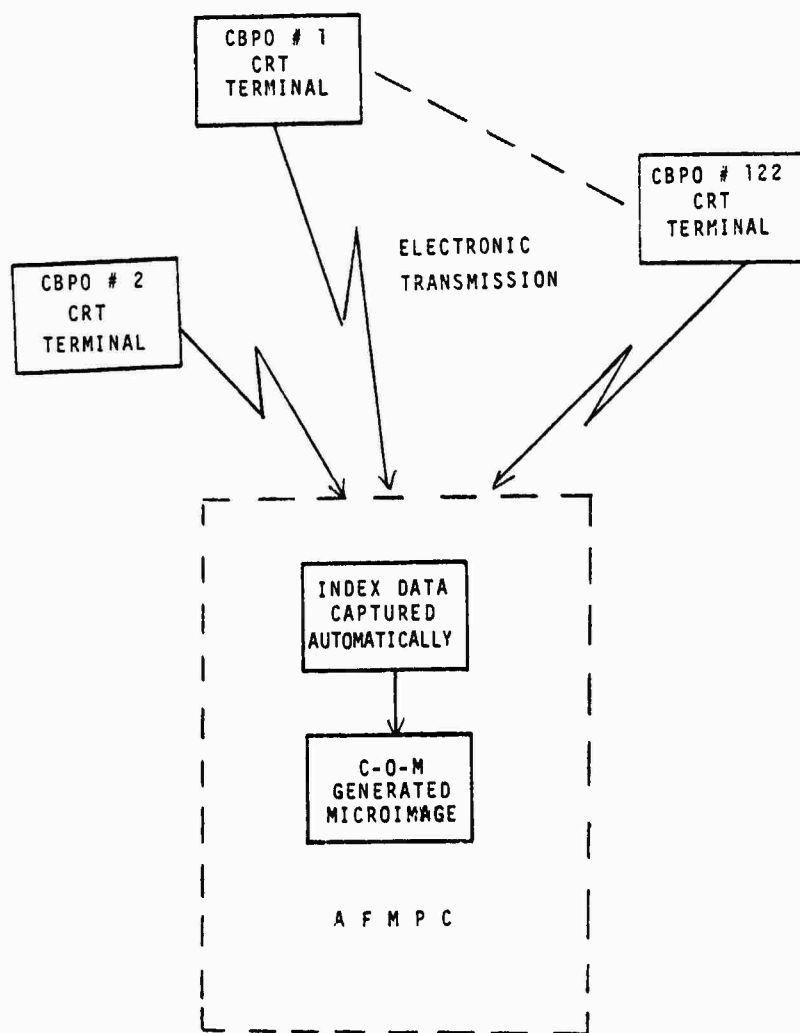 CBPO # 1
CRT
TERMINAL
CBPO # 122
CRT
TERMINAL
ELECTRONIC
TRANSMISSION
CBPO # 2
CRT
TERMINAL
INDEX DATA
CAPTURED
AUTOMATICALLY
C-O-M
GENERATED
MICROIMAGE
A F M P C